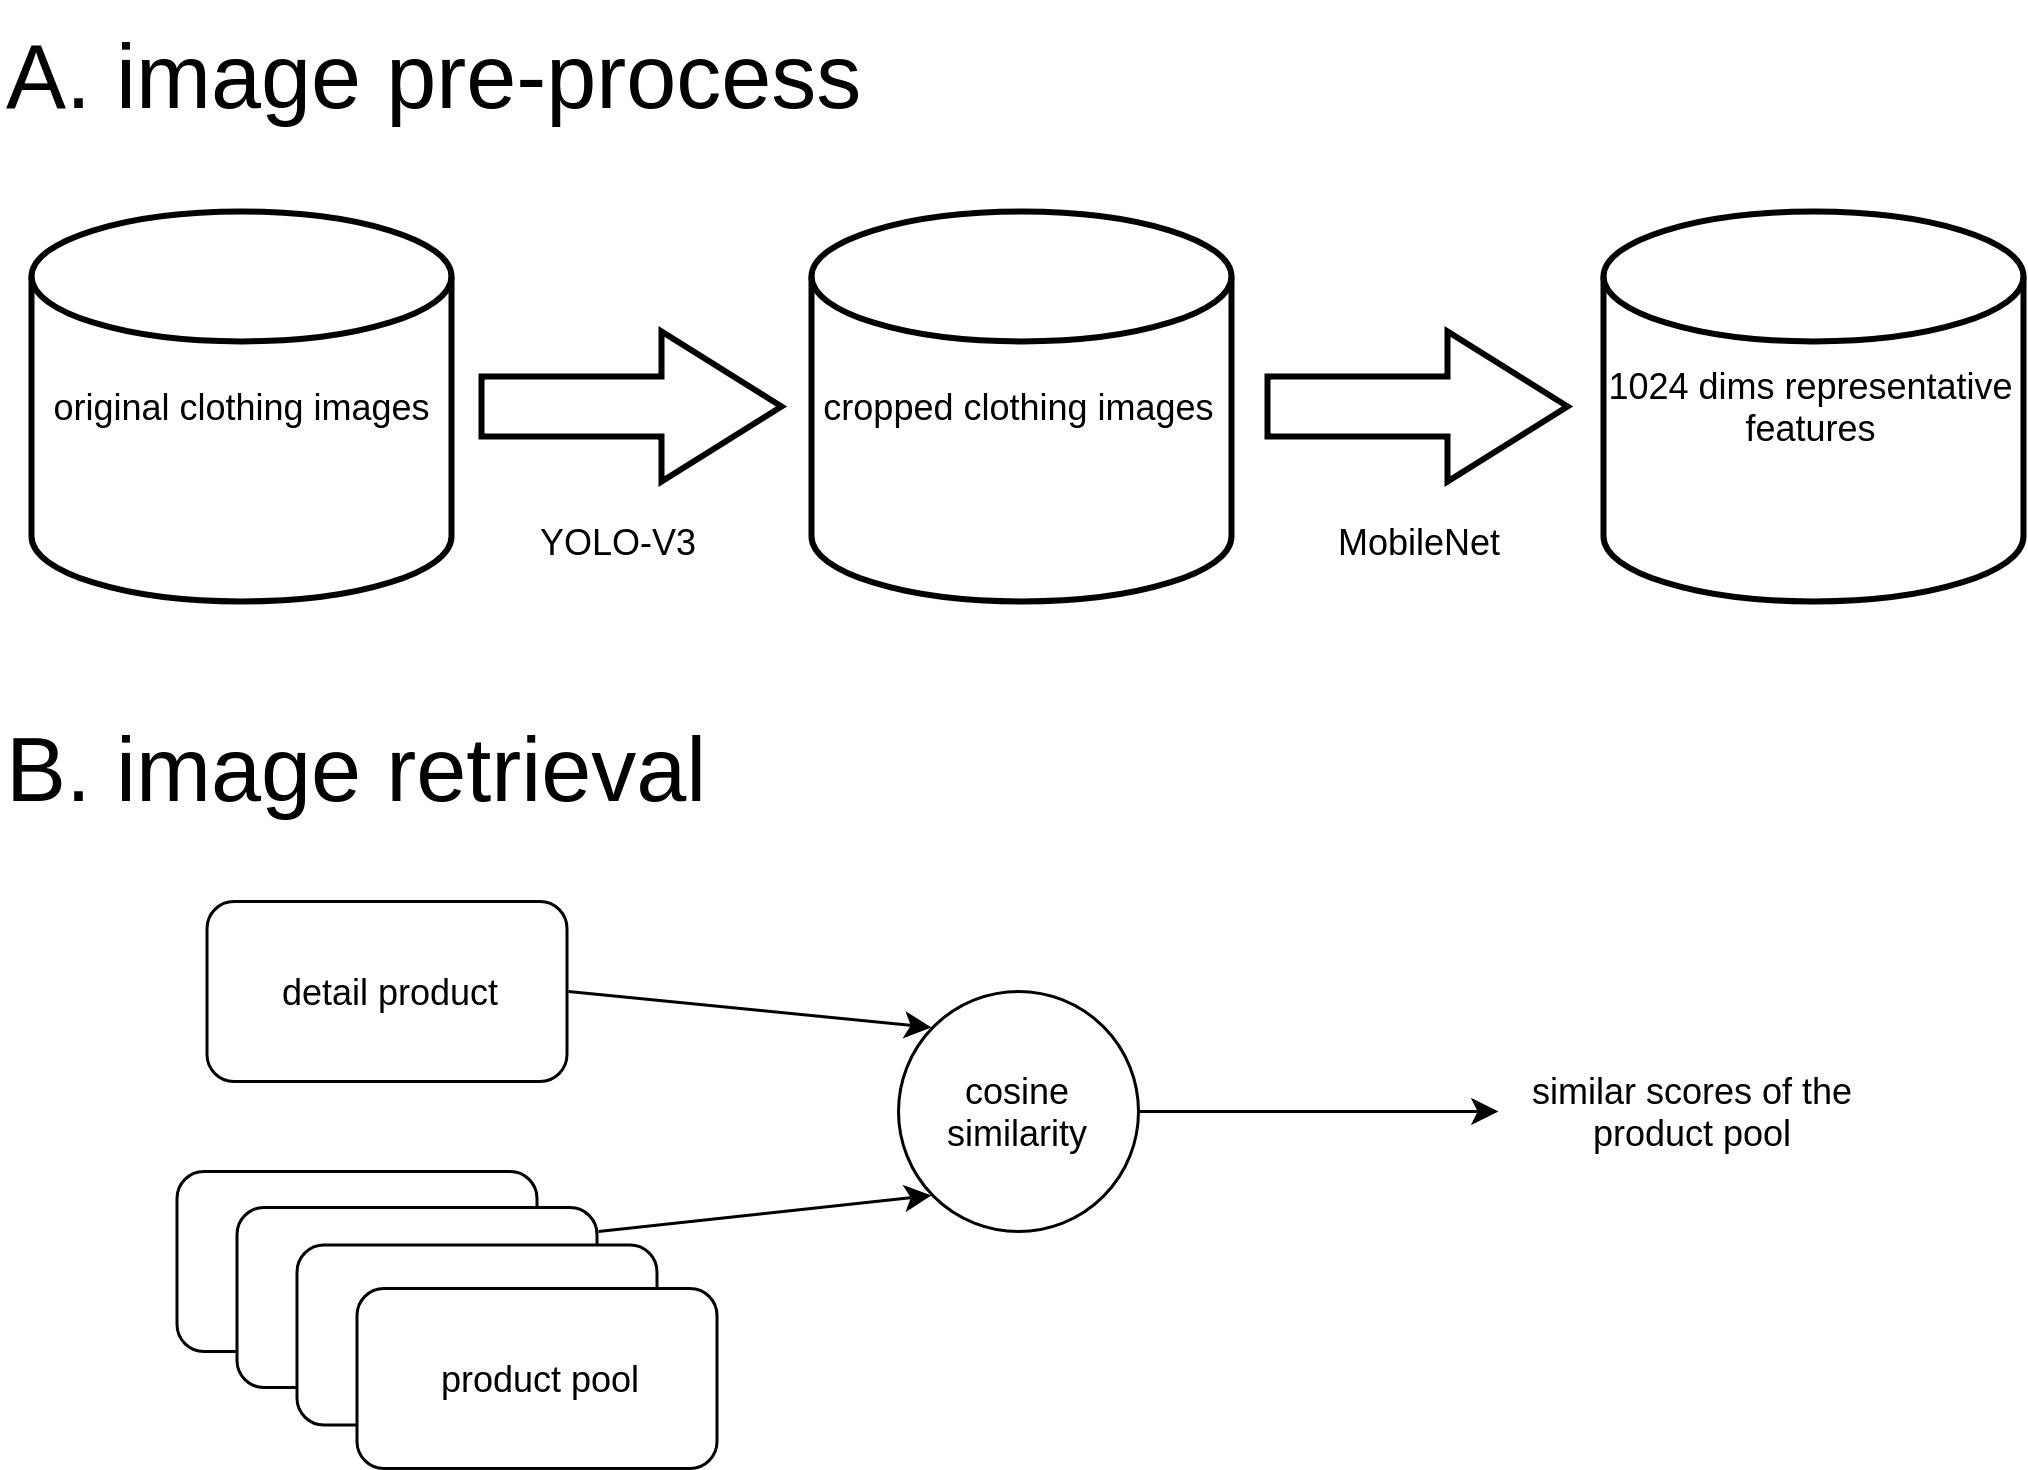 A. image pre-process
original clothing images
cropped clothing images
1024 dims representative
features
YOLO-V3
MobileNet
B. image retrieval
detail product
cosine
similarity
similar scores of the
product pool
product pool